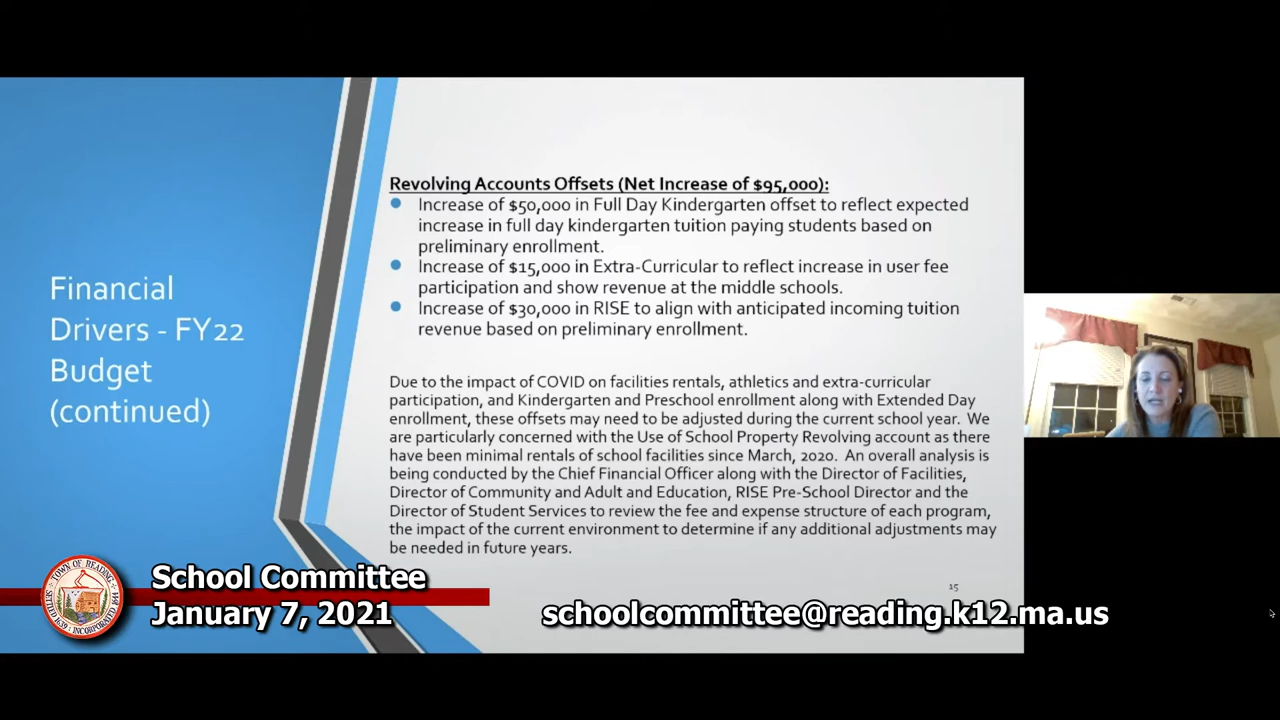 Financial
Drivers - FY22
Budget
(continued)
Revolving Accounts Offsets (Net Increase of $95,000):
Increase of $50,000 in Full Day Kindergarten offset to reflect expected
increase in full day kindergarten tuition paying students based on
preliminary enrollment.
Increase of $15,000 in Extra-Curricular to reflect increase in user fee
participation and show revenue at the middle schools.
Increase of $30,000 in RISE to align with anticipated incoming tuition
revenue based on preliminary enrollment.
Due to the impact of COVID on facilities rentals, athletics and extra-curricular
participation, and Kindergarten and Preschool enrollment along with Extended Day
enrollment, these offsets may need to be adjusted during the current school year. We
are particularly concerned with the Use of School Property Revolving account as there
have been minimal rentals of school facilities since March, 2020. An overall analysis is
being conducted by the Chief Financial Officer along with the Director of Facilities,
Director of Community and Adult and Education, RISE Pre-School Director and the
Director of Student Services to review the fee and expense structure of each program,
the impact of the current environment to determine if any additional adjustments may
be needed in future years.
15
TOWN OF READING
SETTLED 1639 INCORPORATED 1644
School Committee
January 7, 2021
schoolcommittee@reading.k12.ma.us